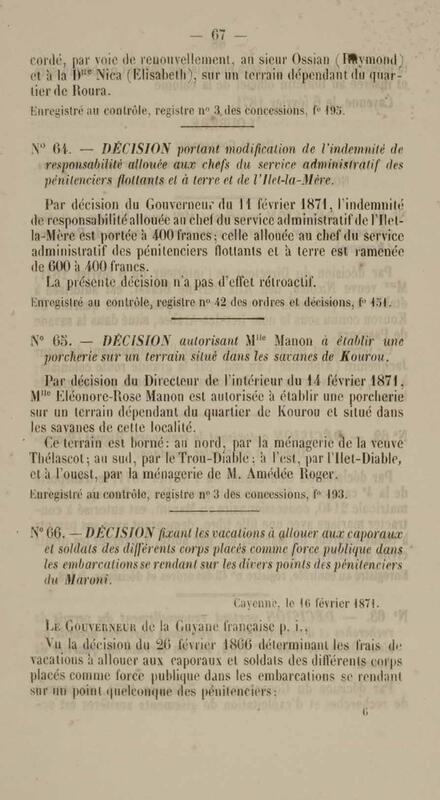 — 67 —
cordé, par voie de renouvellement, au sieur Ossian (Raymond)
et à la Dlle Nica (Elisabeth), sur un terrain dépendant du quar-
tier de Roura.
Enregistré au contrôle, registre n° 3 des concessions, f° 195.
N° 64. — DÉCISION portant modification de l'indemnité de
responsabilité allouée aux chefs du service administratif des
pénitenciers flottants et à terre et de l'Ilet-la-Mère.
Par décision du Gouverneur du 11 février 1871, l'indemnité
de responsabilité allouée au chef du service administratif de l'Ilet-
la-Mère est portée à 400 francs; celle allouée au chef du service
administratif des pénitenciers flottants et à terre est ramenée
de 600 à 400 francs.
La présente décision n'a pas d'effet rétroactif.
Enregistré au contrôle, registre n° 42 des ordres et décisions, f° 151.
N° 65. — DÉCISION autorisant Mlle Manon à établir une
porcherie sur un terrain situé dans les savanes de Kourou.
Par décision du Directeur de l'intérieur du 14 février 1871,
Mlle Eléonore-Rose Manon est autorisée à établir une porcherie
sur un terrain dépendant du quartier de Kourou et situé dans
les savanes de cette localité.
Ce terrain est borné: au nord, par la ménagerie de la veuve
Thélascot; au sud, par le Trou-Diable; à l'est, par l'Ilet-Diable,
et à l'ouest, par la ménagerie de M. Amédée Roger.
Enregistré au contrôle, registre n° 3 des concessions, f° 193.
N° 66. — DÉCISION fixant les vacations à allouer aux caporaux
et soldats des différents corps placés comme force publique dans
les embarcations se rendant sur les divers points des pénitenciers
du Maroni.
Cayenne, le 16 février 1871.
LE GOUVERNEUR de la Guyane française p. i.,
Vu la décision du 26 février 1866 déterminant les frais de
vacations à allouer aux caporaux et soldats des différents corps
placés comme force publique dans les embarcations se rendant
sur un point quelconque des pénitenciers;
6